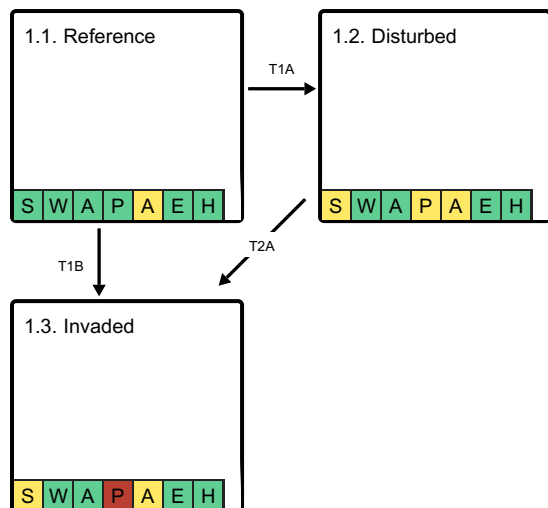 1.1. Reference
1.2. Disturbed
T1A
S W A P A E H
S W A P A E H
T1B
T2A
1.3. Invaded
S W A P A E H